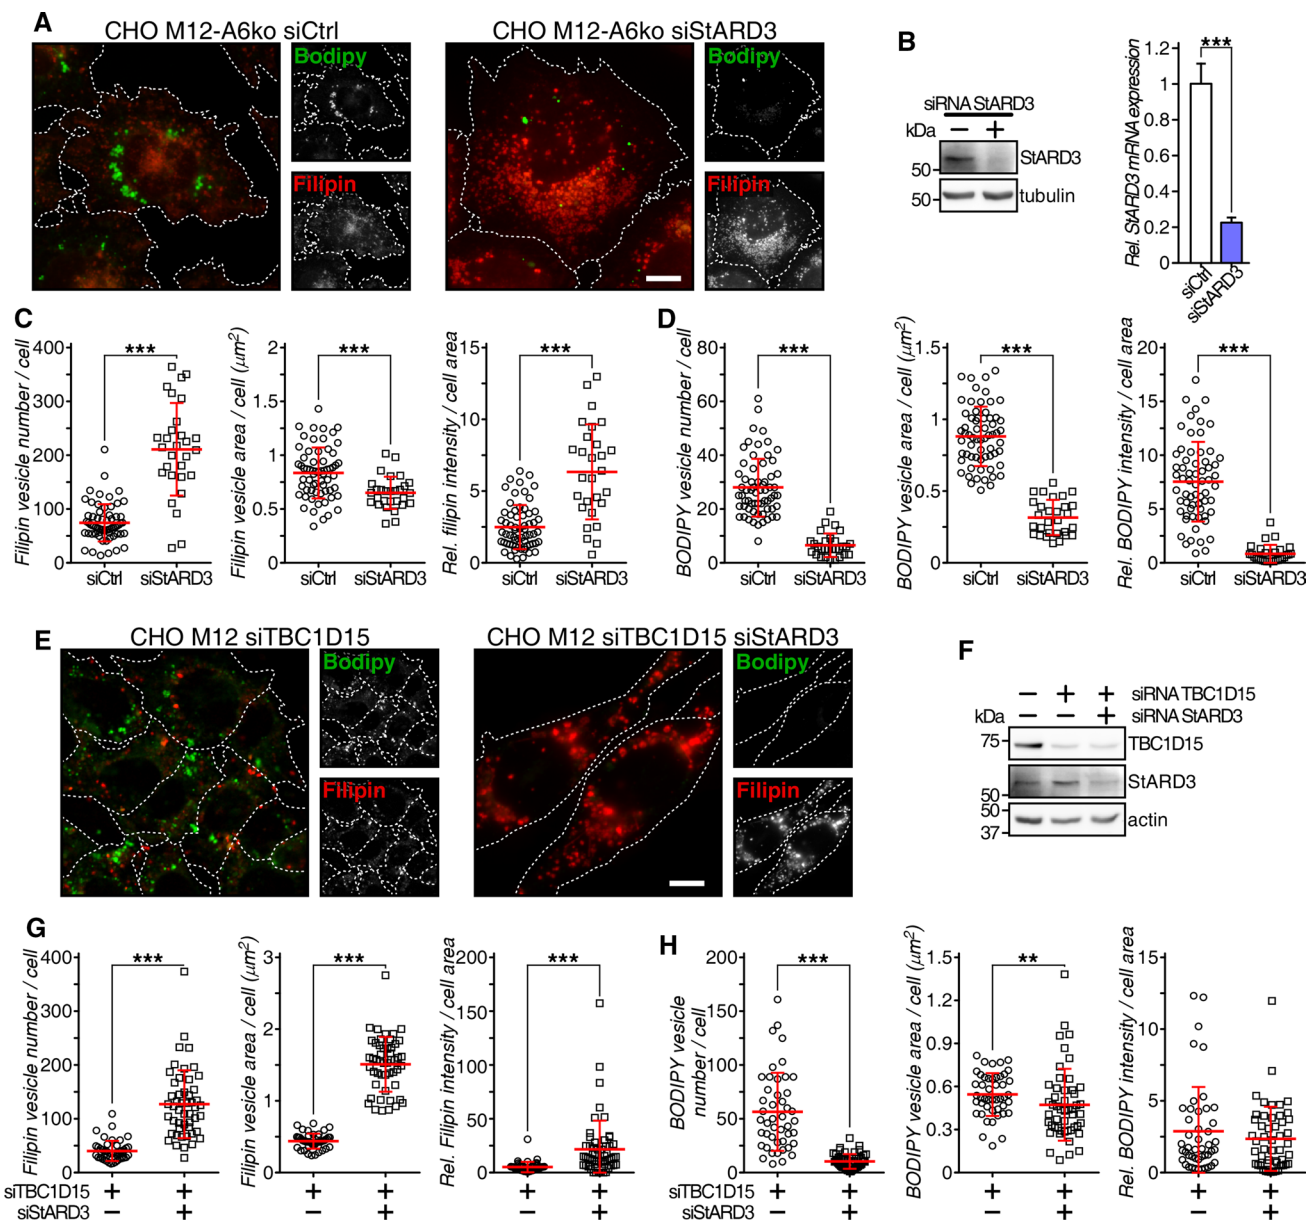 A
CHO M12-A6ko siCtrl
CHO M12-A6ko siStARD3
Bodipy
Filipin
Bodipy
Filipin
B
siRNA StARD3
kDa
− +
50 StARD3
50 tubulin
Rel. StARD3 mRNA expression
1.2
1
0.8
0.6
0.4
0.2
0
***
siCtrl
siStARD3
C
Filipin vesicle number / cell
400
300
200
100
0
***
siCtrl siStARD3
Filipin vesicle area / cell (µm²)
2
1.5
1
0.5
0
***
siCtrl siStARD3
Rel. filipin intensity / cell area
15
10
5
0
***
siCtrl siStARD3
D
BODIPY vesicle number / cell
80
60
40
20
0
***
siCtrl siStARD3
BODIPY vesicle area / cell (µm²)
1.5
1
0.5
0
***
siCtrl siStARD3
Rel. BODIPY intensity / cell area
20
15
10
5
0
***
siCtrl siStARD3
E
CHO M12 siTBC1D15
CHO M12 siTBC1D15 siStARD3
Bodipy
Filipin
Bodipy
Filipin
F
− + + siRNA TBC1D15
− − + siRNA StARD3
kDa
75 TBC1D15
50 StARD3
50
37 actin
G
Filipin vesicle number / cell
400
300
200
100
0
***
siTBC1D15 + +
siStARD3 − +
Filipin vesicle area / cell (µm²)
3
2
1
0
***
+ +
− +
Rel. Filipin intensity / cell area
200
150
100
50
0
***
+ +
− +
H
BODIPY vesicle
number / cell
200
150
100
50
0
***
siTBC1D15 + +
siStARD3 − +
BODIPY vesicle area / cell (µm²)
1.5
1.2
0.9
0.6
0.3
0
**
+ +
− +
Rel. BODIPY intensity / cell area
15
10
5
0
+ +
− +